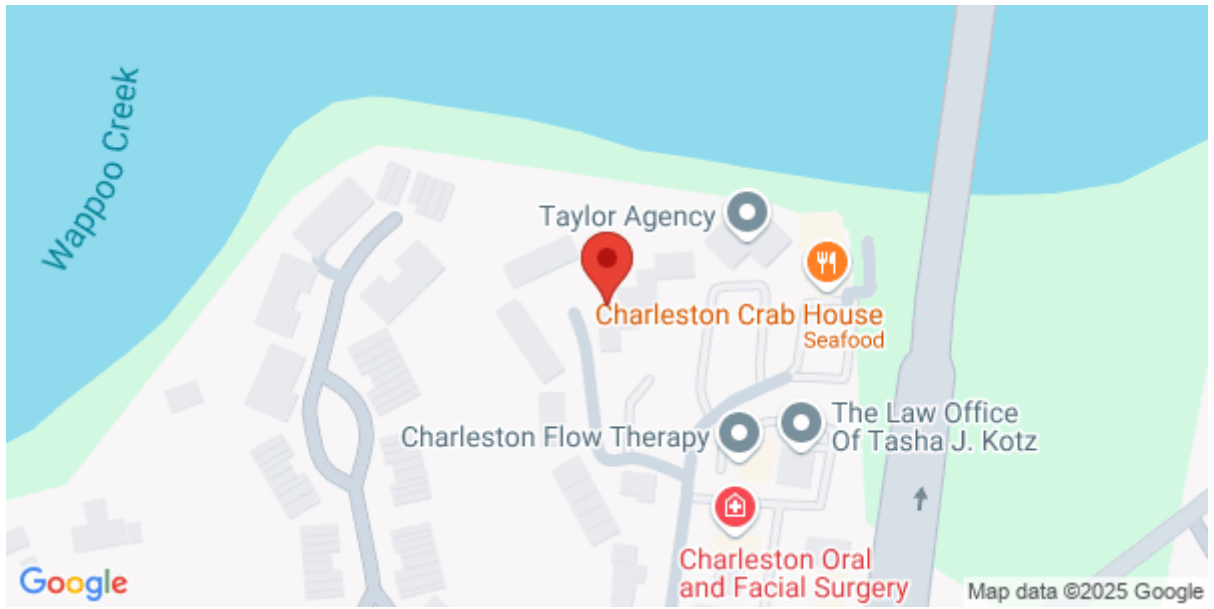 Wappoo Creek
Taylor Agency
Charleston Crab House
Seafood
Charleston Flow Therapy
The Law Office
Of Tasha J. Kotz
Charleston Oral
and Facial Surgery
Google
Map data ©2025 Google